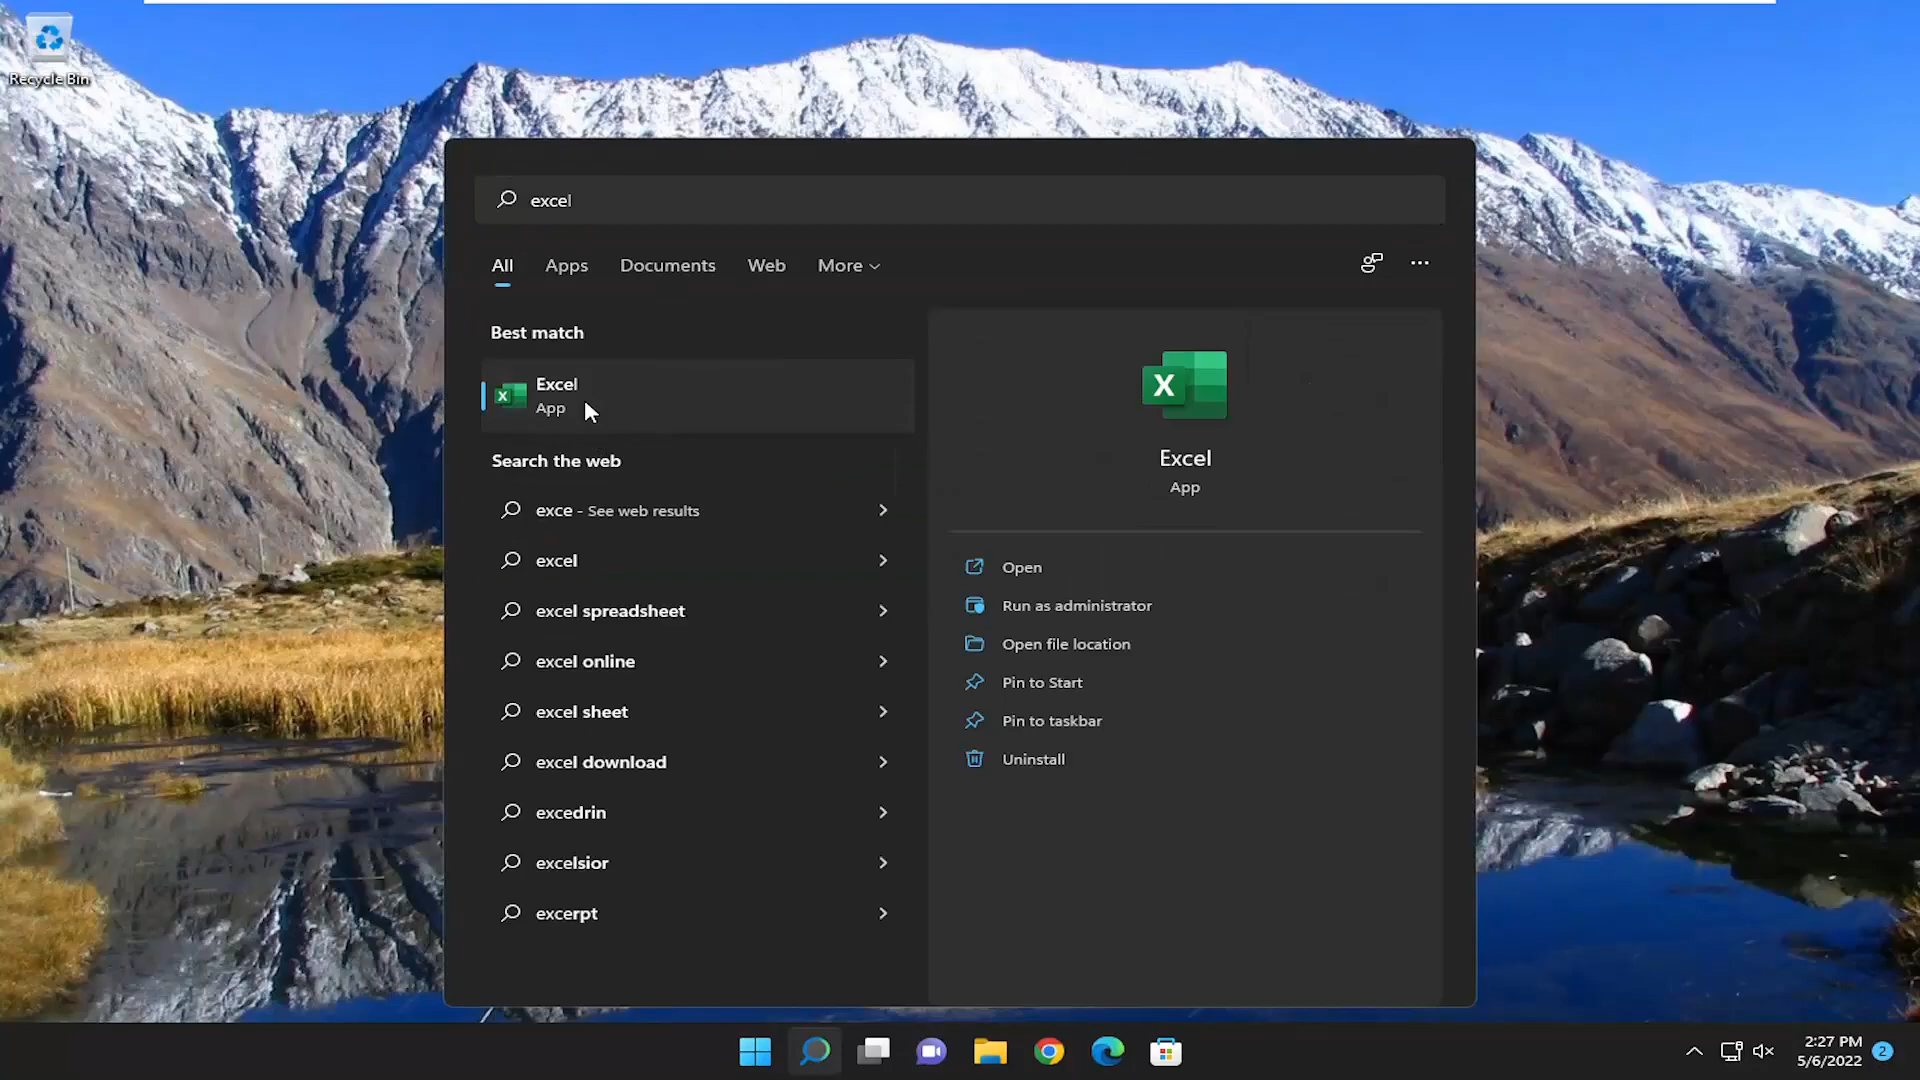 Recycle Bin
excel
All Apps Documents Web More
Best match
Excel
App
Search the web
exce - See web results
excel
excel spreadsheet
excel online
excel sheet
excel download
excedrin
excelsior
excerpt
X
Excel
App
Open
Run as administrator
Open file location
Pin to Start
Pin to taskbar
Uninstall
2:27 PM
5/6/2022
2